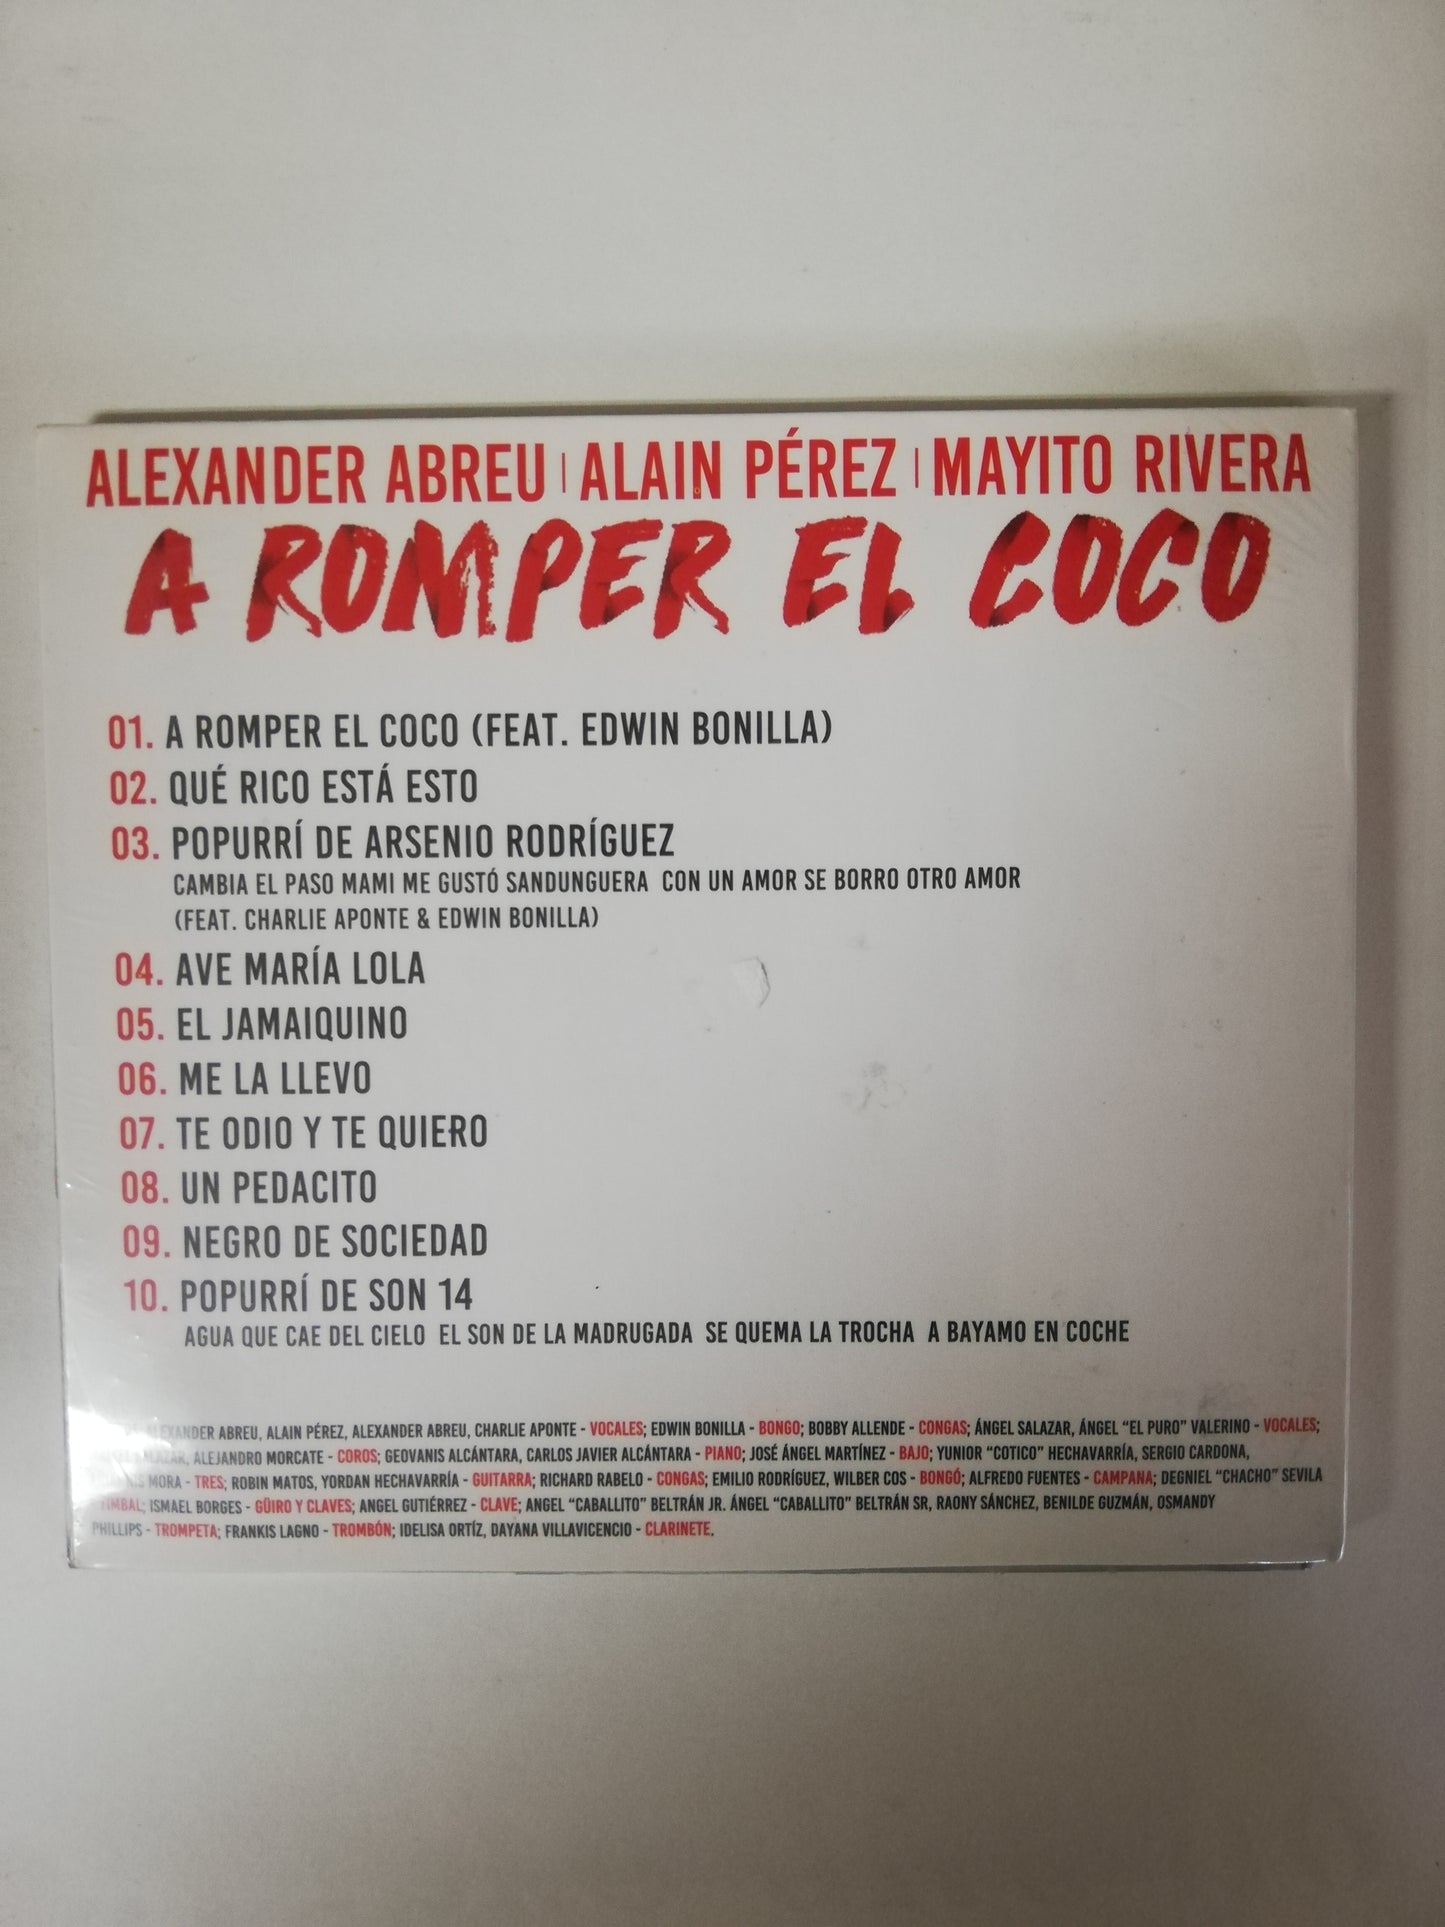 ALEXANDER ABREU | ALAIN PÉREZ | MAYITO RIVERA
A ROMPER EL COCO
01. A ROMPER EL COCO (FEAT. EDWIN BONILLA)
02. QUÉ RICO ESTÁ ESTO
03. POPURRÍ DE ARSENIO RODRÍGUEZ
CAMBIA EL PASO MAMI ME GUSTÓ SANDUNGUERA CON UN AMOR SE BORRO OTRO AMOR
(FEAT. CHARLIE APONTE & EDWIN BONILLA)
04. AVE MARÍA LOLA
05. EL JAMAIQUINO
06. ME LA LLEVO
07. TE ODIO Y TE QUIERO
08. UN PEDACITO
09. NEGRO DE SOCIEDAD
10. POPURRÍ DE SON 14
AGUA QUE CAE DEL CIELO EL SON DE LA MADRUGADA SE QUEMA LA TROCHA A BAYAMO EN COCHE
ALEXANDER ABREU, ALAIN PÉREZ, ALEXANDER ABREU, CHARLIE APONTE - VOCALES; EDWIN BONILLA - BONGO; BOBBY ALLENDE - CONGAS; ÁNGEL SALAZAR, ÁNGEL "EL PURO" VALERINO - VOCALES;
SALAZAR, ALEJANDRO MORCATE - COROS; GEOVANIS ALCÁNTARA, CARLOS JAVIER ALCÁNTARA - PIANO; JOSÉ ÁNGEL MARTÍNEZ - BAJO; YUNIOR "COTICO" HECHAVARRÍA, SERGIO CARDONA,
MORA - TRES; ROBIN MATOS, YORDAN HECHAVARRÍA - GUITARRA; RICHARD RABELO - CONGAS; EMILIO RODRÍGUEZ, WILBER COS - BONGÓ; ALFREDO FUENTES - CAMPANA; DEGNIEL "CHACHO" SEVILA
TIMBAL; ISMAEL BORGES - GÜIRO Y CLAVES; ANGEL GUTIÉRREZ - CLAVE; ANGEL "CABALLITO" BELTRÁN JR. ÁNGEL "CABALLITO" BELTRÁN SR, RAONY SÁNCHEZ, BENILDE GUZMÁN, OSMANDY
PHILLIPS - TROMPETA; FRANKIS LAGNO - TROMBÓN; IDELISA ORTÍZ, DAYANA VILLAVICENCIO - CLARINETE.